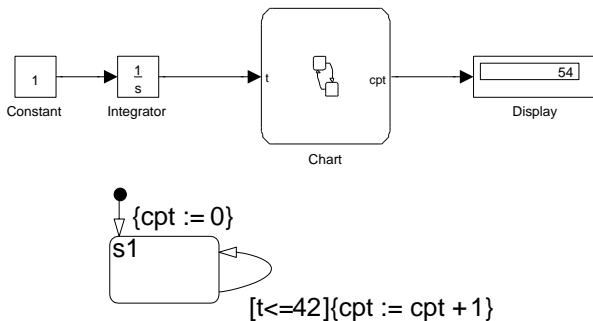 1
Constant
1
s
Integrator
t
cpt
Chart
54
Display
{cpt := 0}
s1
[t<=42]{cpt := cpt + 1}